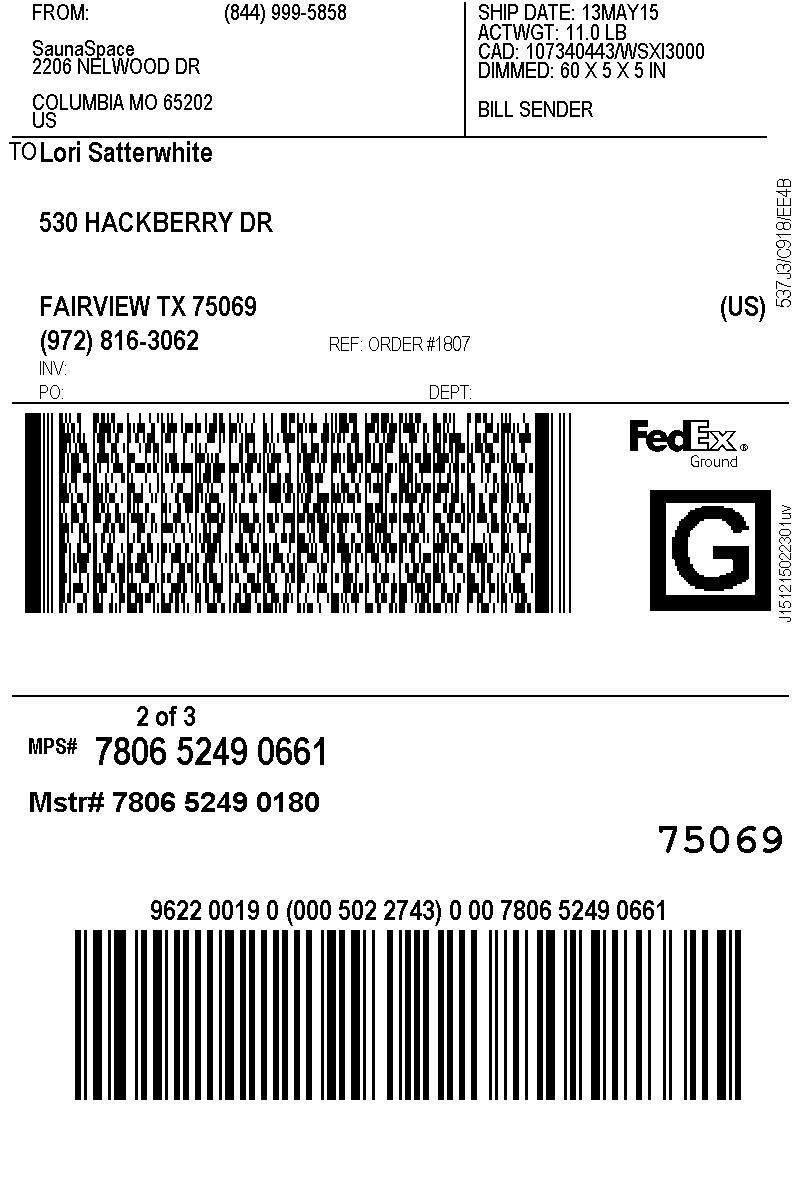 FROM: (844) 999-5858
SaunaSpace
2206 NELWOOD DR
COLUMBIA MO 65202
US
SHIP DATE: 13MAY15
ACTWGT: 11.0 LB
CAD: 107340443/WSXI3000
DIMMED: 60 X 5 X 5 IN
BILL SENDER
TO Lori Satterwhite
530 HACKBERRY DR
FAIRVIEW TX 75069 (US)
(972) 816-3062 REF: ORDER #1807
INV:
PO: DEPT:
537J3/C918/EE4B
FedEx®
Ground
G
J151215022301uv
2 of 3
MPS# 7806 5249 0661
Mstr# 7806 5249 0180
75069
9622 0019 0 (000 502 2743) 0 00 7806 5249 0661